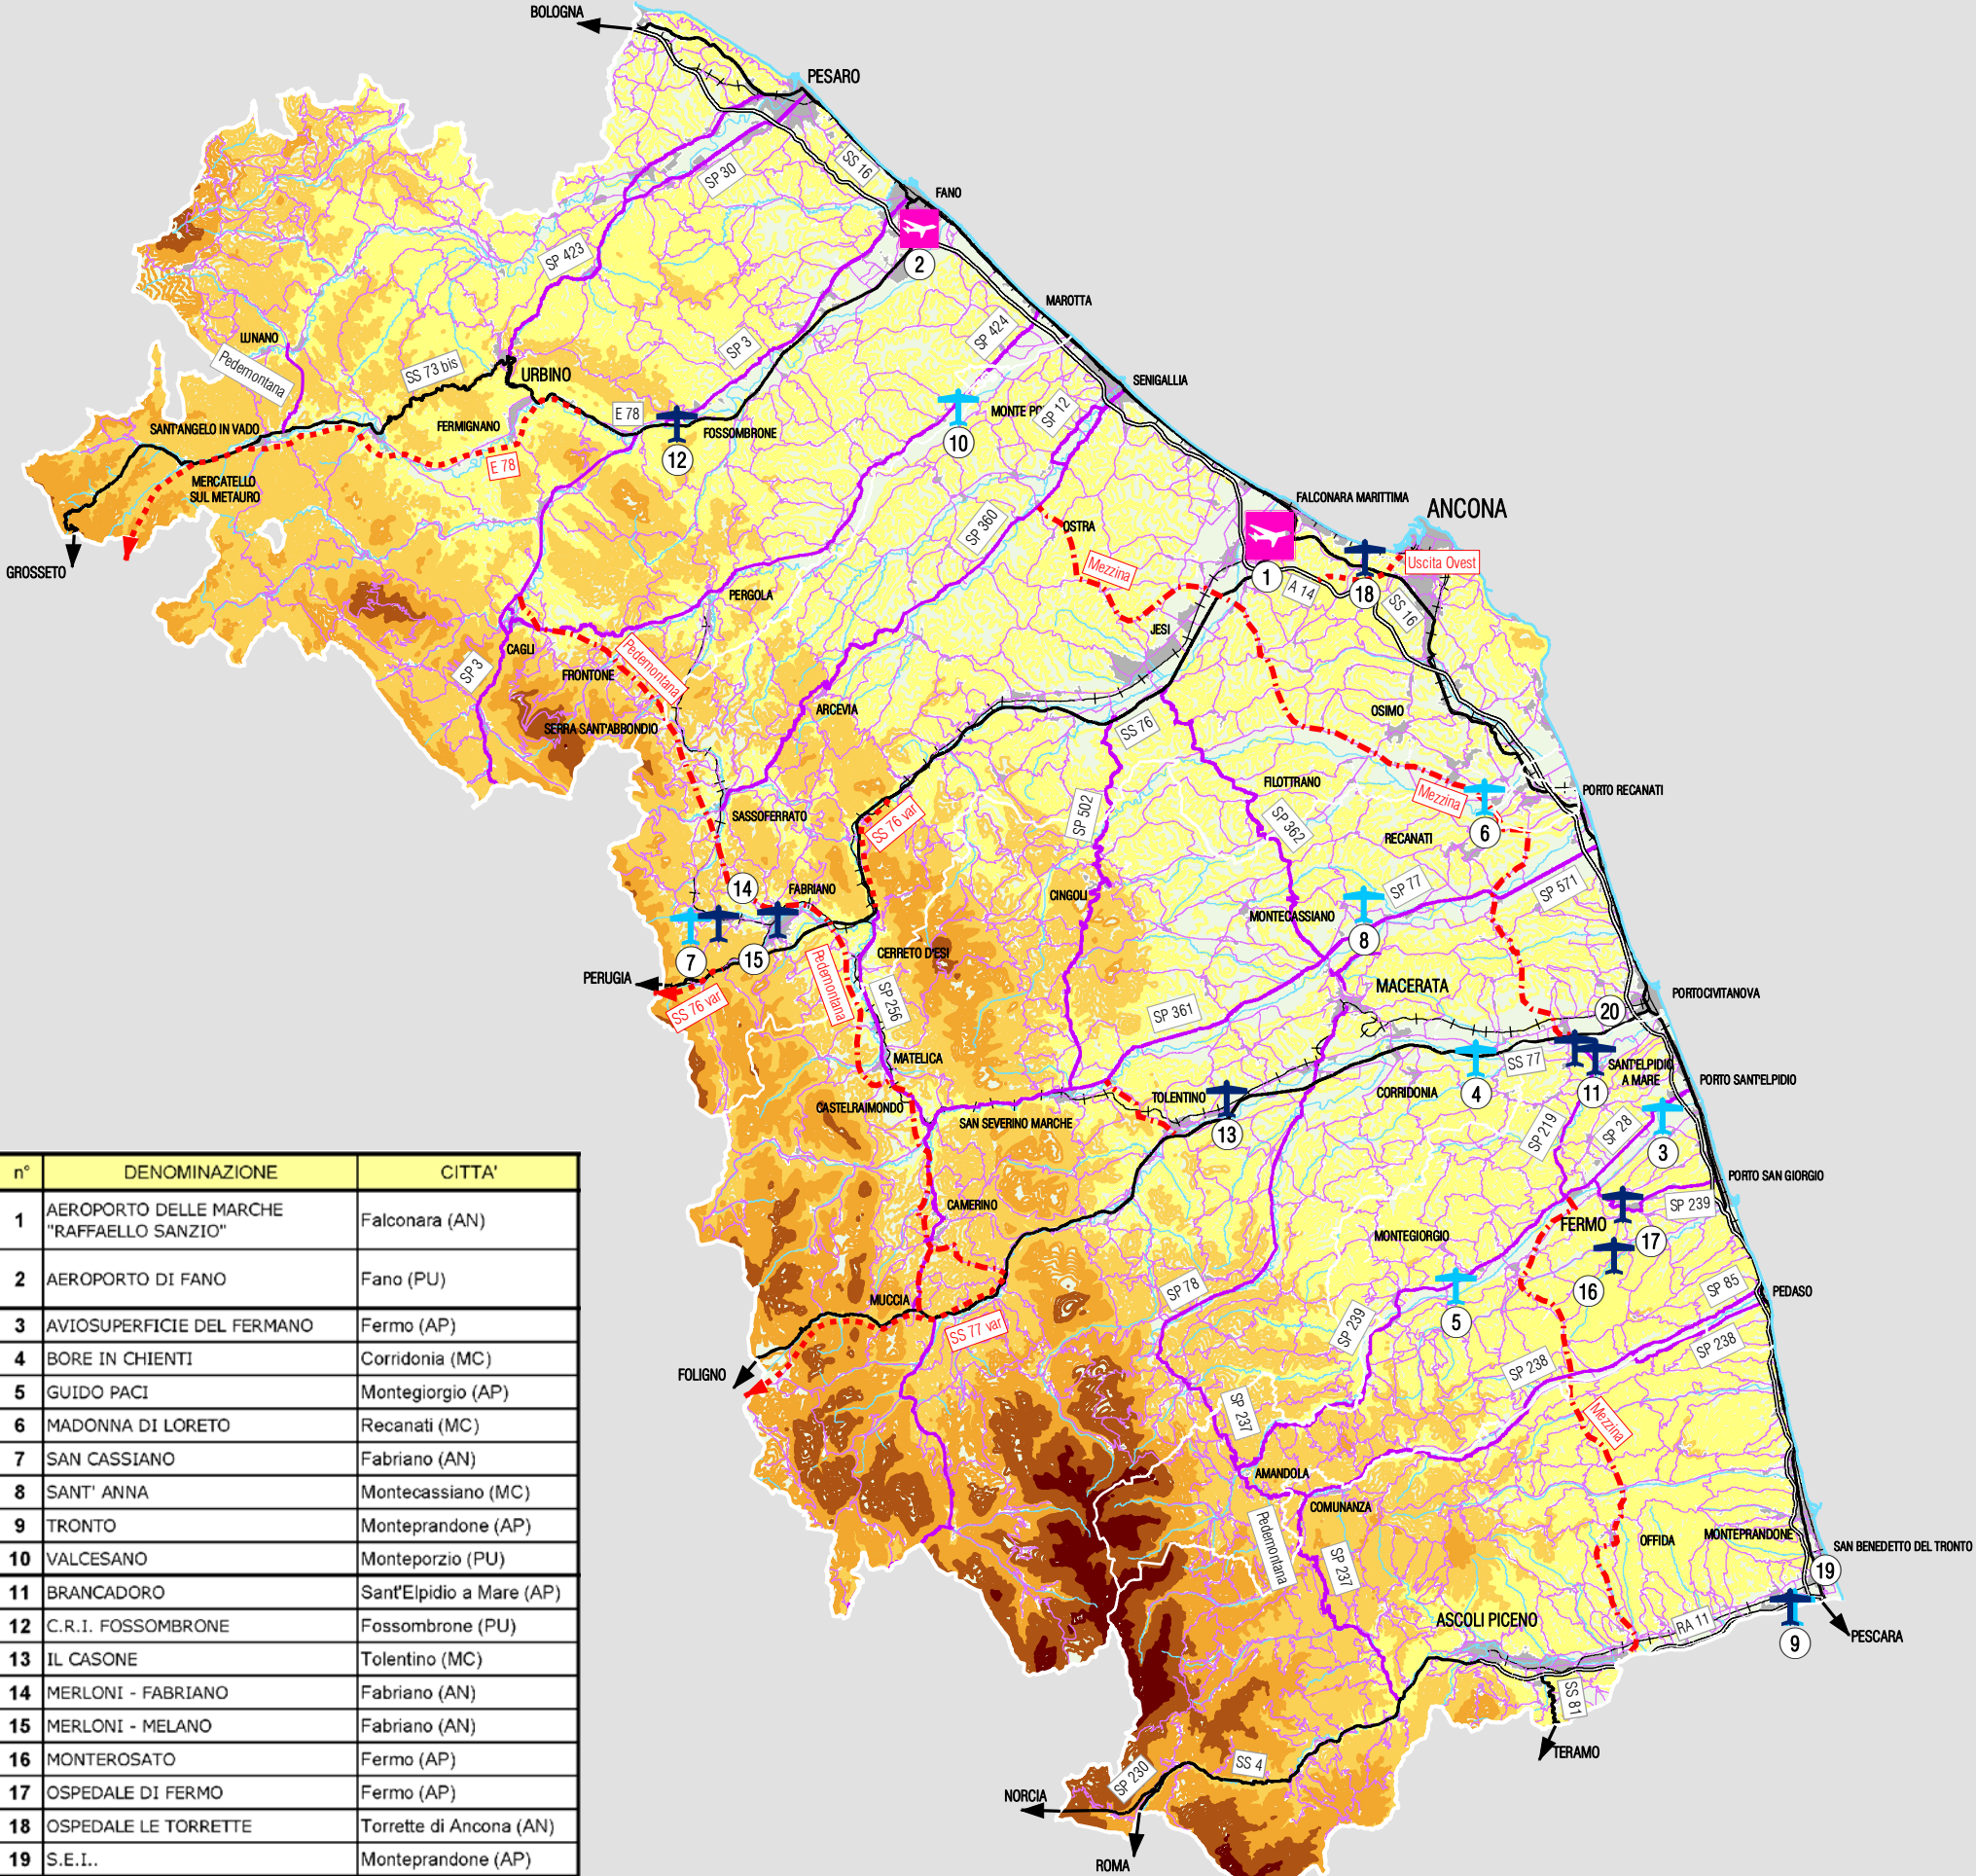 BOLOGNA
PESARO
SS 16
SP 30
FANO
2
SP 423
MAROTTA
LUNANO
Pedemontana
SS 73 bis
URBINO
SP 3
SP 424
SENIGALLIA
E 78
MONTE PO
SP 12
10
SANT'ANGELO IN VADO
FERMIGNANO
FOSSOMBRONE
12
E 78
MERCATELLO
SUL METAURO
FALCONARA MARITTIMA
ANCONA
GROSSETO
SP 360
OSTRA
Mezzina
Uscita Ovest
1
A 14
18
SS 16
PERGOLA
JESI
CAGLI
Pedemontana
SP 3
FRONTONE
ARCEVIA
OSIMO
SERRA SANT'ABBONDIO
SS 76
FILOTTRANO
Mezzina
PORTO RECANATI
SASSOFERRATO
SS 76 var
SP 502
SP 362
RECANATI
6
14
FABRIANO
CINGOLI
SP 77
SP 571
MONTECASSIANO
8
7
15
CERRETO D'ESI
PERUGIA
SS 76 var
Pedemontana
SP 256
MACERATA
PORTOCIVITANOVA
SP 361
20
MATELICA
SS 77
SANT'ELPIDIO
A MARE
PORTO SANT'ELPIDIO
CASTELRAIMONDO
SAN SEVERINO MARCHE
TOLENTINO
13
CORRIDONIA
4
11
SP 219
SP 28
3
PORTO SAN GIORGIO
CAMERINO
SP 239
FERMO
17
MONTEGIORGIO
16
MUCCIA
SP 78
5
SP 85
PEDASO
SS 77 var
SP 239
SP 238
SP 238
FOLIGNO
SP 237
Mezzina
AMANDOLA
COMUNANZA
Pedemontana
SP 237
OFFIDA
MONTEPRANDONE
SAN BENEDETTO DEL TRONTO
19
ASCOLI PICENO
RA 11
9
PESCARA
SS 81
TERAMO
SS 4
SP 230
NORCIA
ROMA
n° DENOMINAZIONE CITTA'
1 AEROPORTO DELLE MARCHE "RAFFAELLO SANZIO" Falconara (AN)
2 AEROPORTO DI FANO Fano (PU)
3 AVIOSUPERFICIE DEL FERMANO Fermo (AP)
4 BORE IN CHIENTI Corridonia (MC)
5 GUIDO PACI Montegiorgio (AP)
6 MADONNA DI LORETO Recanati (MC)
7 SAN CASSIANO Fabriano (AN)
8 SANT' ANNA Montecassiano (MC)
9 TRONTO Monteprandone (AP)
10 VALCESANO Monteporzio (PU)
11 BRANCADORO Sant'Elpidio a Mare (AP)
12 C.R.I. FOSSOMBRONE Fossombrone (PU)
13 IL CASONE Tolentino (MC)
14 MERLONI - FABRIANO Fabriano (AN)
15 MERLONI - MELANO Fabriano (AN)
16 MONTEROSATO Fermo (AP)
17 OSPEDALE DI FERMO Fermo (AP)
18 OSPEDALE LE TORRETTE Torrette di Ancona (AN)
19 S.E.I.. Monteprandone (AP)